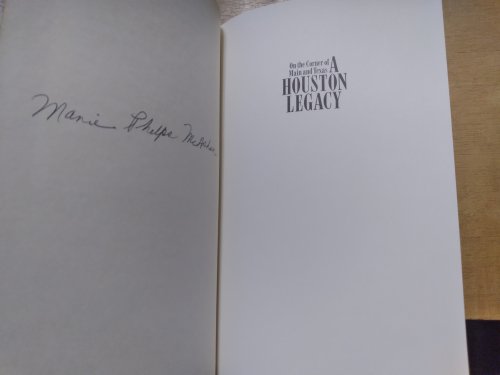 Marie Phelps McAshan
On the Corner of
Main and Texas A
HOUSTON
LEGACY